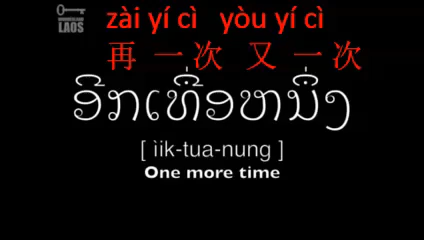 LAOS
zài yí cì yòu yí cì
再 一 次 又 一 次
ອີກເທື່ອຫນຶ່ງ
[ ìik-tua-nung ]
One more time